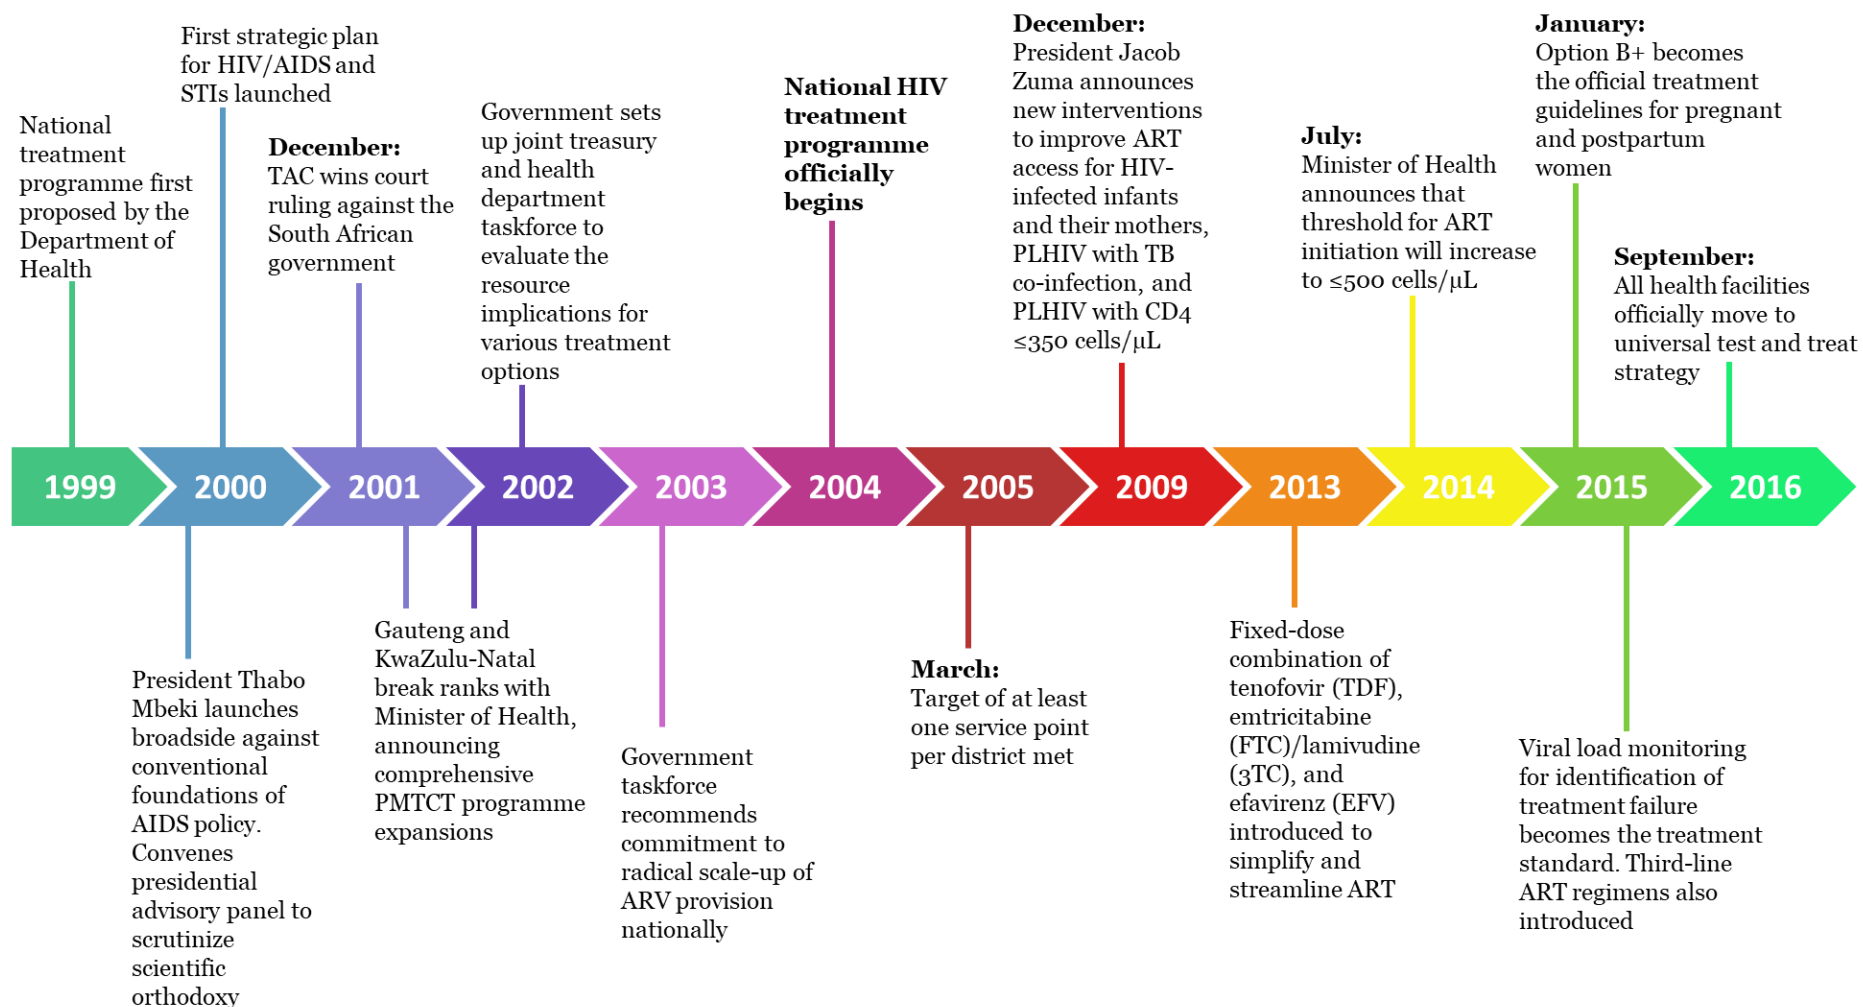 National
treatment
programme first
proposed by the
Department of
Health
First strategic plan
for HIV/AIDS and
STIs launched
December:
TAC wins court
ruling against the
South African
government
Government sets
up joint treasury
and health
department
taskforce to
evaluate the
resource
implications for
various treatment
options
National HIV
treatment
programme
officially
begins
December:
President Jacob
Zuma announces
new interventions
to improve ART
access for HIV-
infected infants
and their mothers,
PLHIV with TB
co-infection, and
PLHIV with CD4
≤350 cells/μL
July:
Minister of Health
announces that
threshold for ART
initiation will increase
to ≤500 cells/μL
January:
Option B+ becomes
the official treatment
guidelines for pregnant
and postpartum
women
September:
All health facilities
officially move to
universal test and treat
strategy
1999
2000
2001
2002
2003
2004
2005
2009
2013
2014
2015
2016
President Thabo
Mbeki launches
broadside against
conventional
foundations of
AIDS policy.
Convenes
presidential
advisory panel to
scrutinize
scientific
orthodoxy
Gauteng and
KwaZulu-Natal
break ranks with
Minister of Health,
announcing
comprehensive
PMTCT programme
expansions
Government
taskforce
recommends
commitment to
radical scale-up of
ARV provision
nationally
March:
Target of at least
one service point
per district met
Fixed-dose
combination of
tenofovir (TDF),
emtricitabine
(FTC)/lamivudine
(3TC), and
efavirenz (EFV)
introduced to
simplify and
streamline ART
Viral load monitoring
for identification of
treatment failure
becomes the treatment
standard. Third-line
ART regimens also
introduced